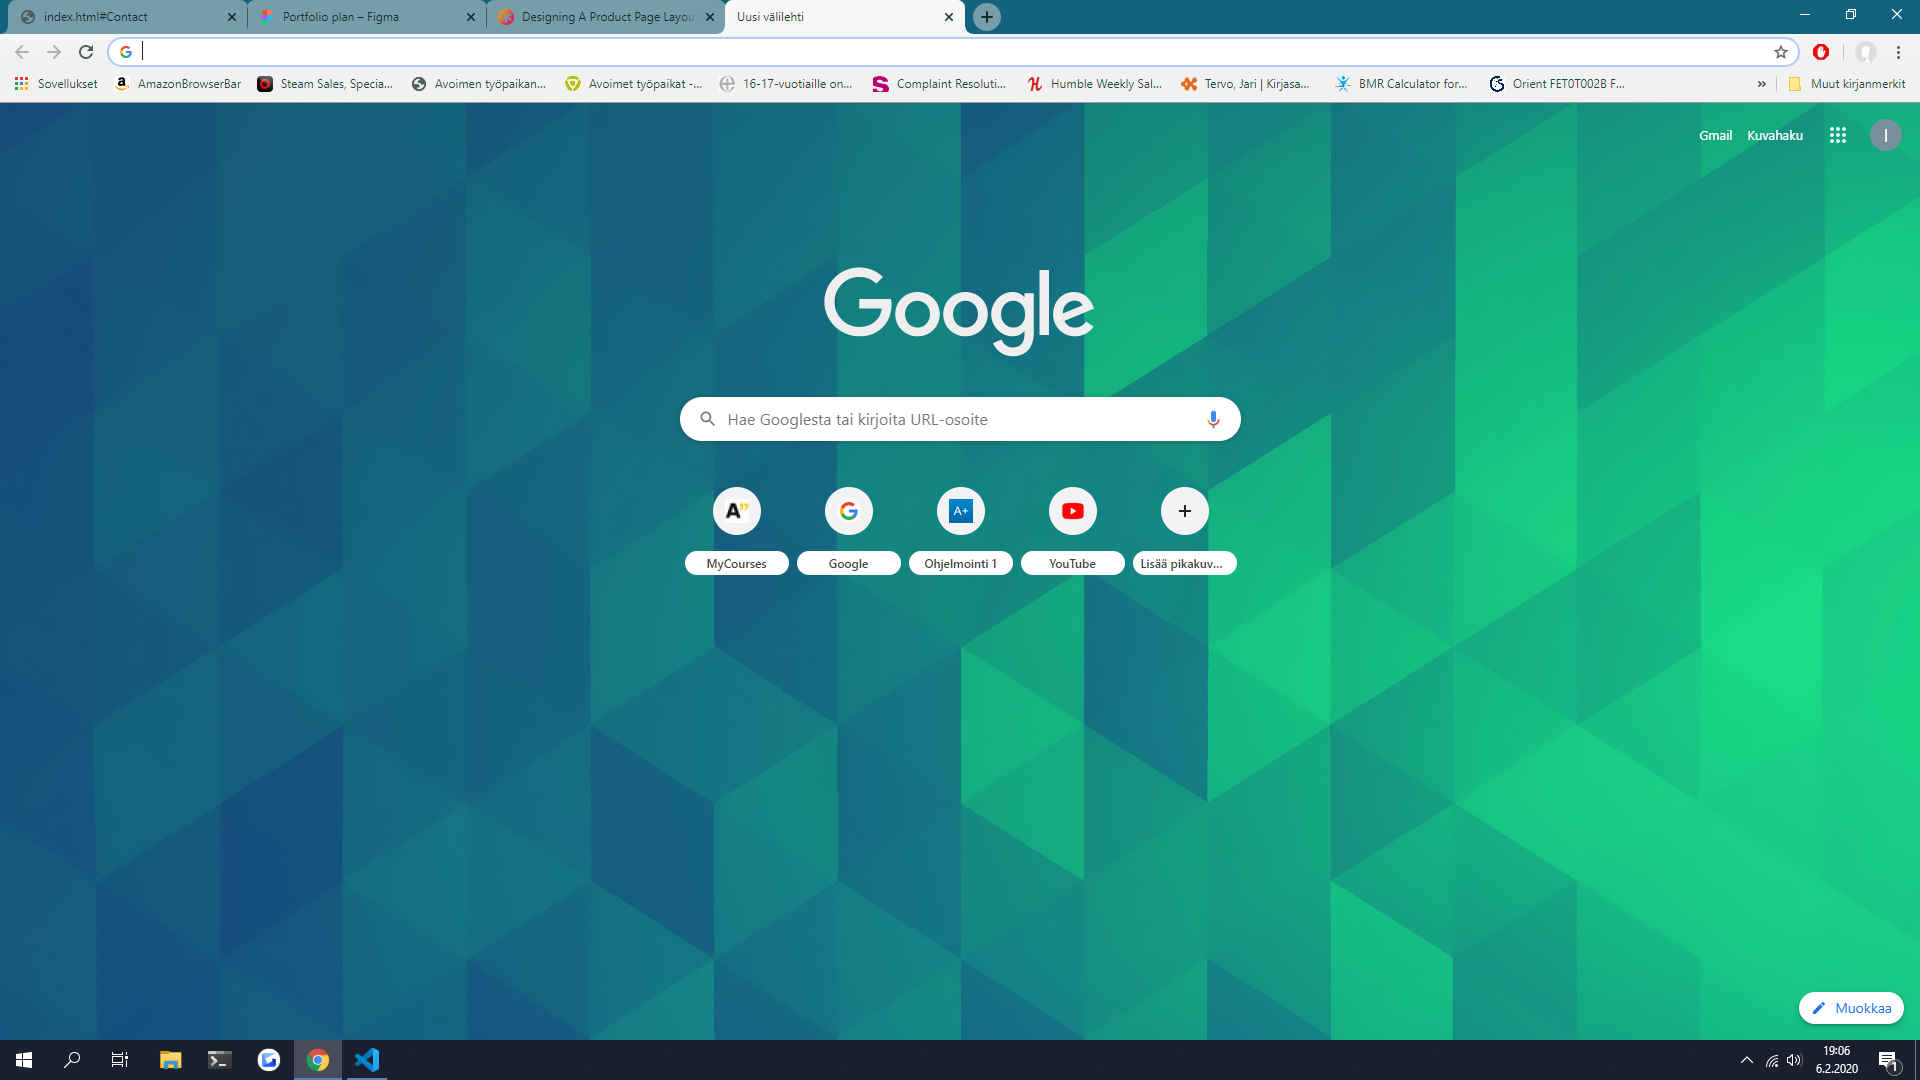 index.html#Contact
Portfolio plan – Figma
Designing A Product Page Layou
Uusi välilehti
Sovellukset
AmazonBrowserBar
Steam Sales, Specia...
Avoimen työpaikan...
Avoimet työpaikat -...
16-17-vuotiaille on...
Complaint Resoluti...
Humble Weekly Sal...
Tervo, Jari | Kirjasa...
BMR Calculator for...
Orient FET0T002B F...
»
Muut kirjanmerkit
Gmail
Kuvahaku
I
Google
Hae Googlesta tai kirjoita URL-osoite
A”
A+
MyCourses
Google
Ohjelmointi 1
YouTube
Lisää pikakuv...
Muokkaa
19:06
6.2.2020
1